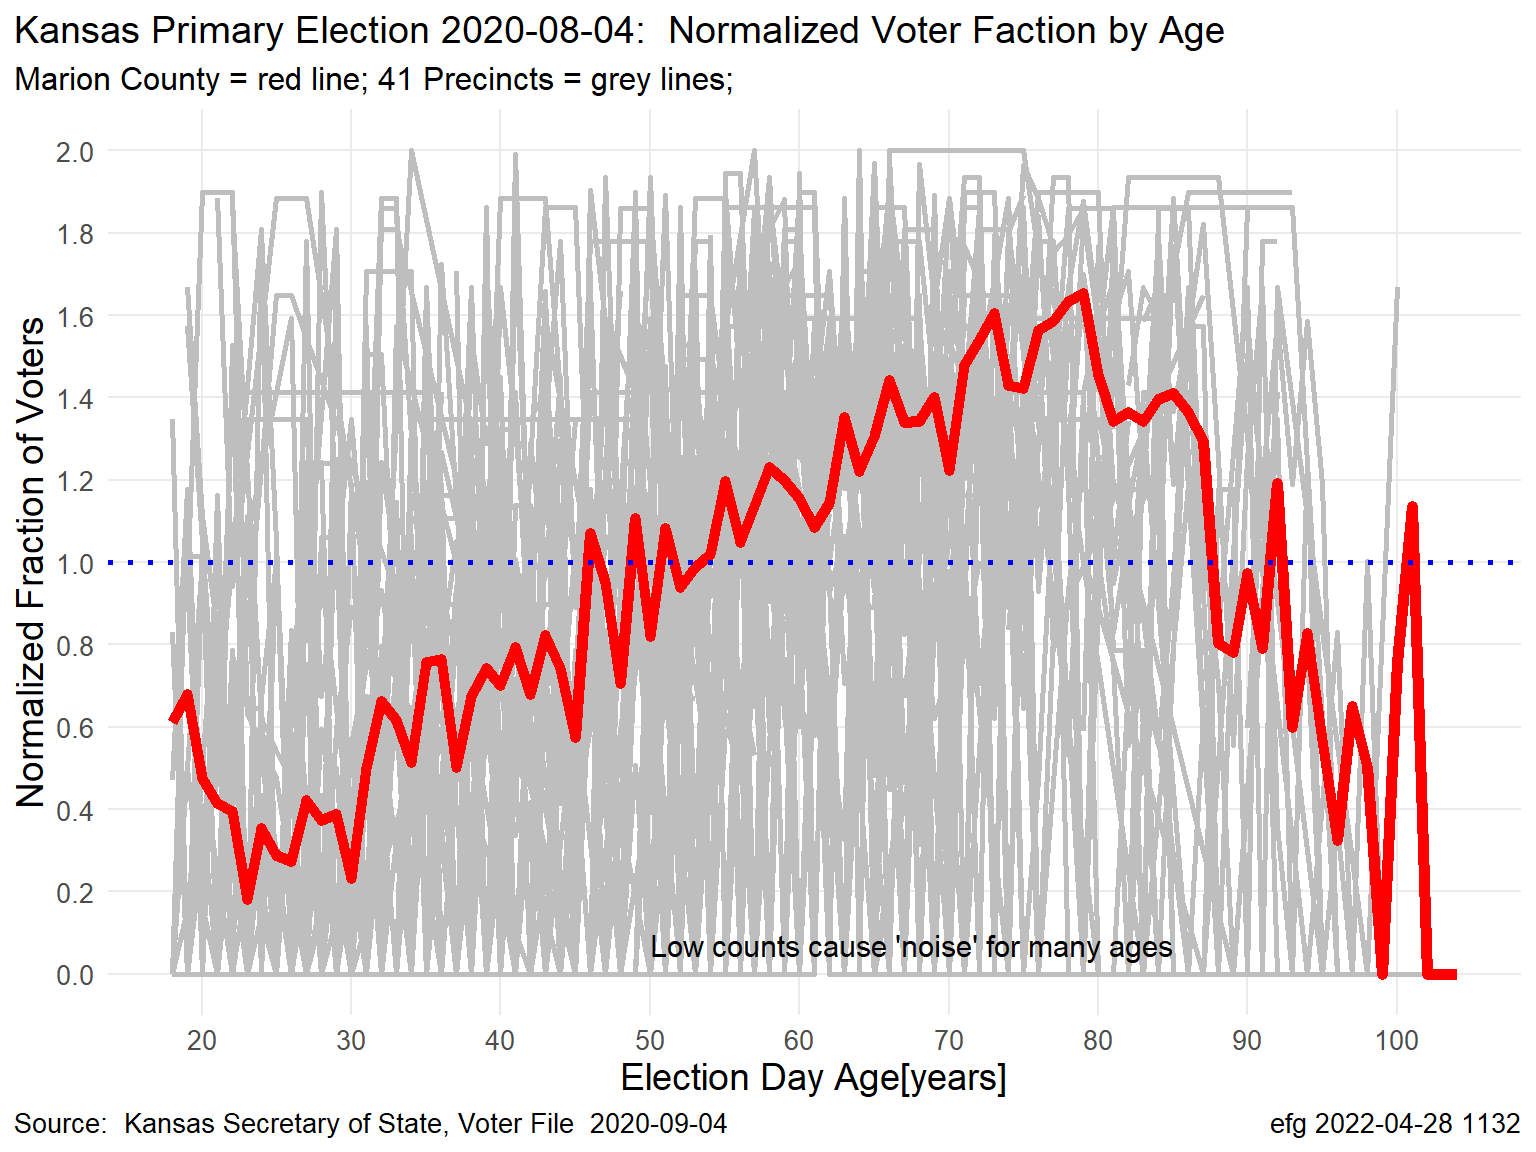 Kansas Primary Election 2020-08-04:  Normalized Voter Faction by Age
Marion County = red line; 41 Precincts = grey lines;
Normalized Fraction of Voters
2.0
1.8
1.6
1.4
1.2
1.0
0.8
0.6
0.4
0.2
0.0
Low counts cause 'noise' for many ages
20 30 40 50 60 70 80 90 100
Election Day Age[years]
Source:  Kansas Secretary of State, Voter File  2020-09-04
efg 2022-04-28 1132